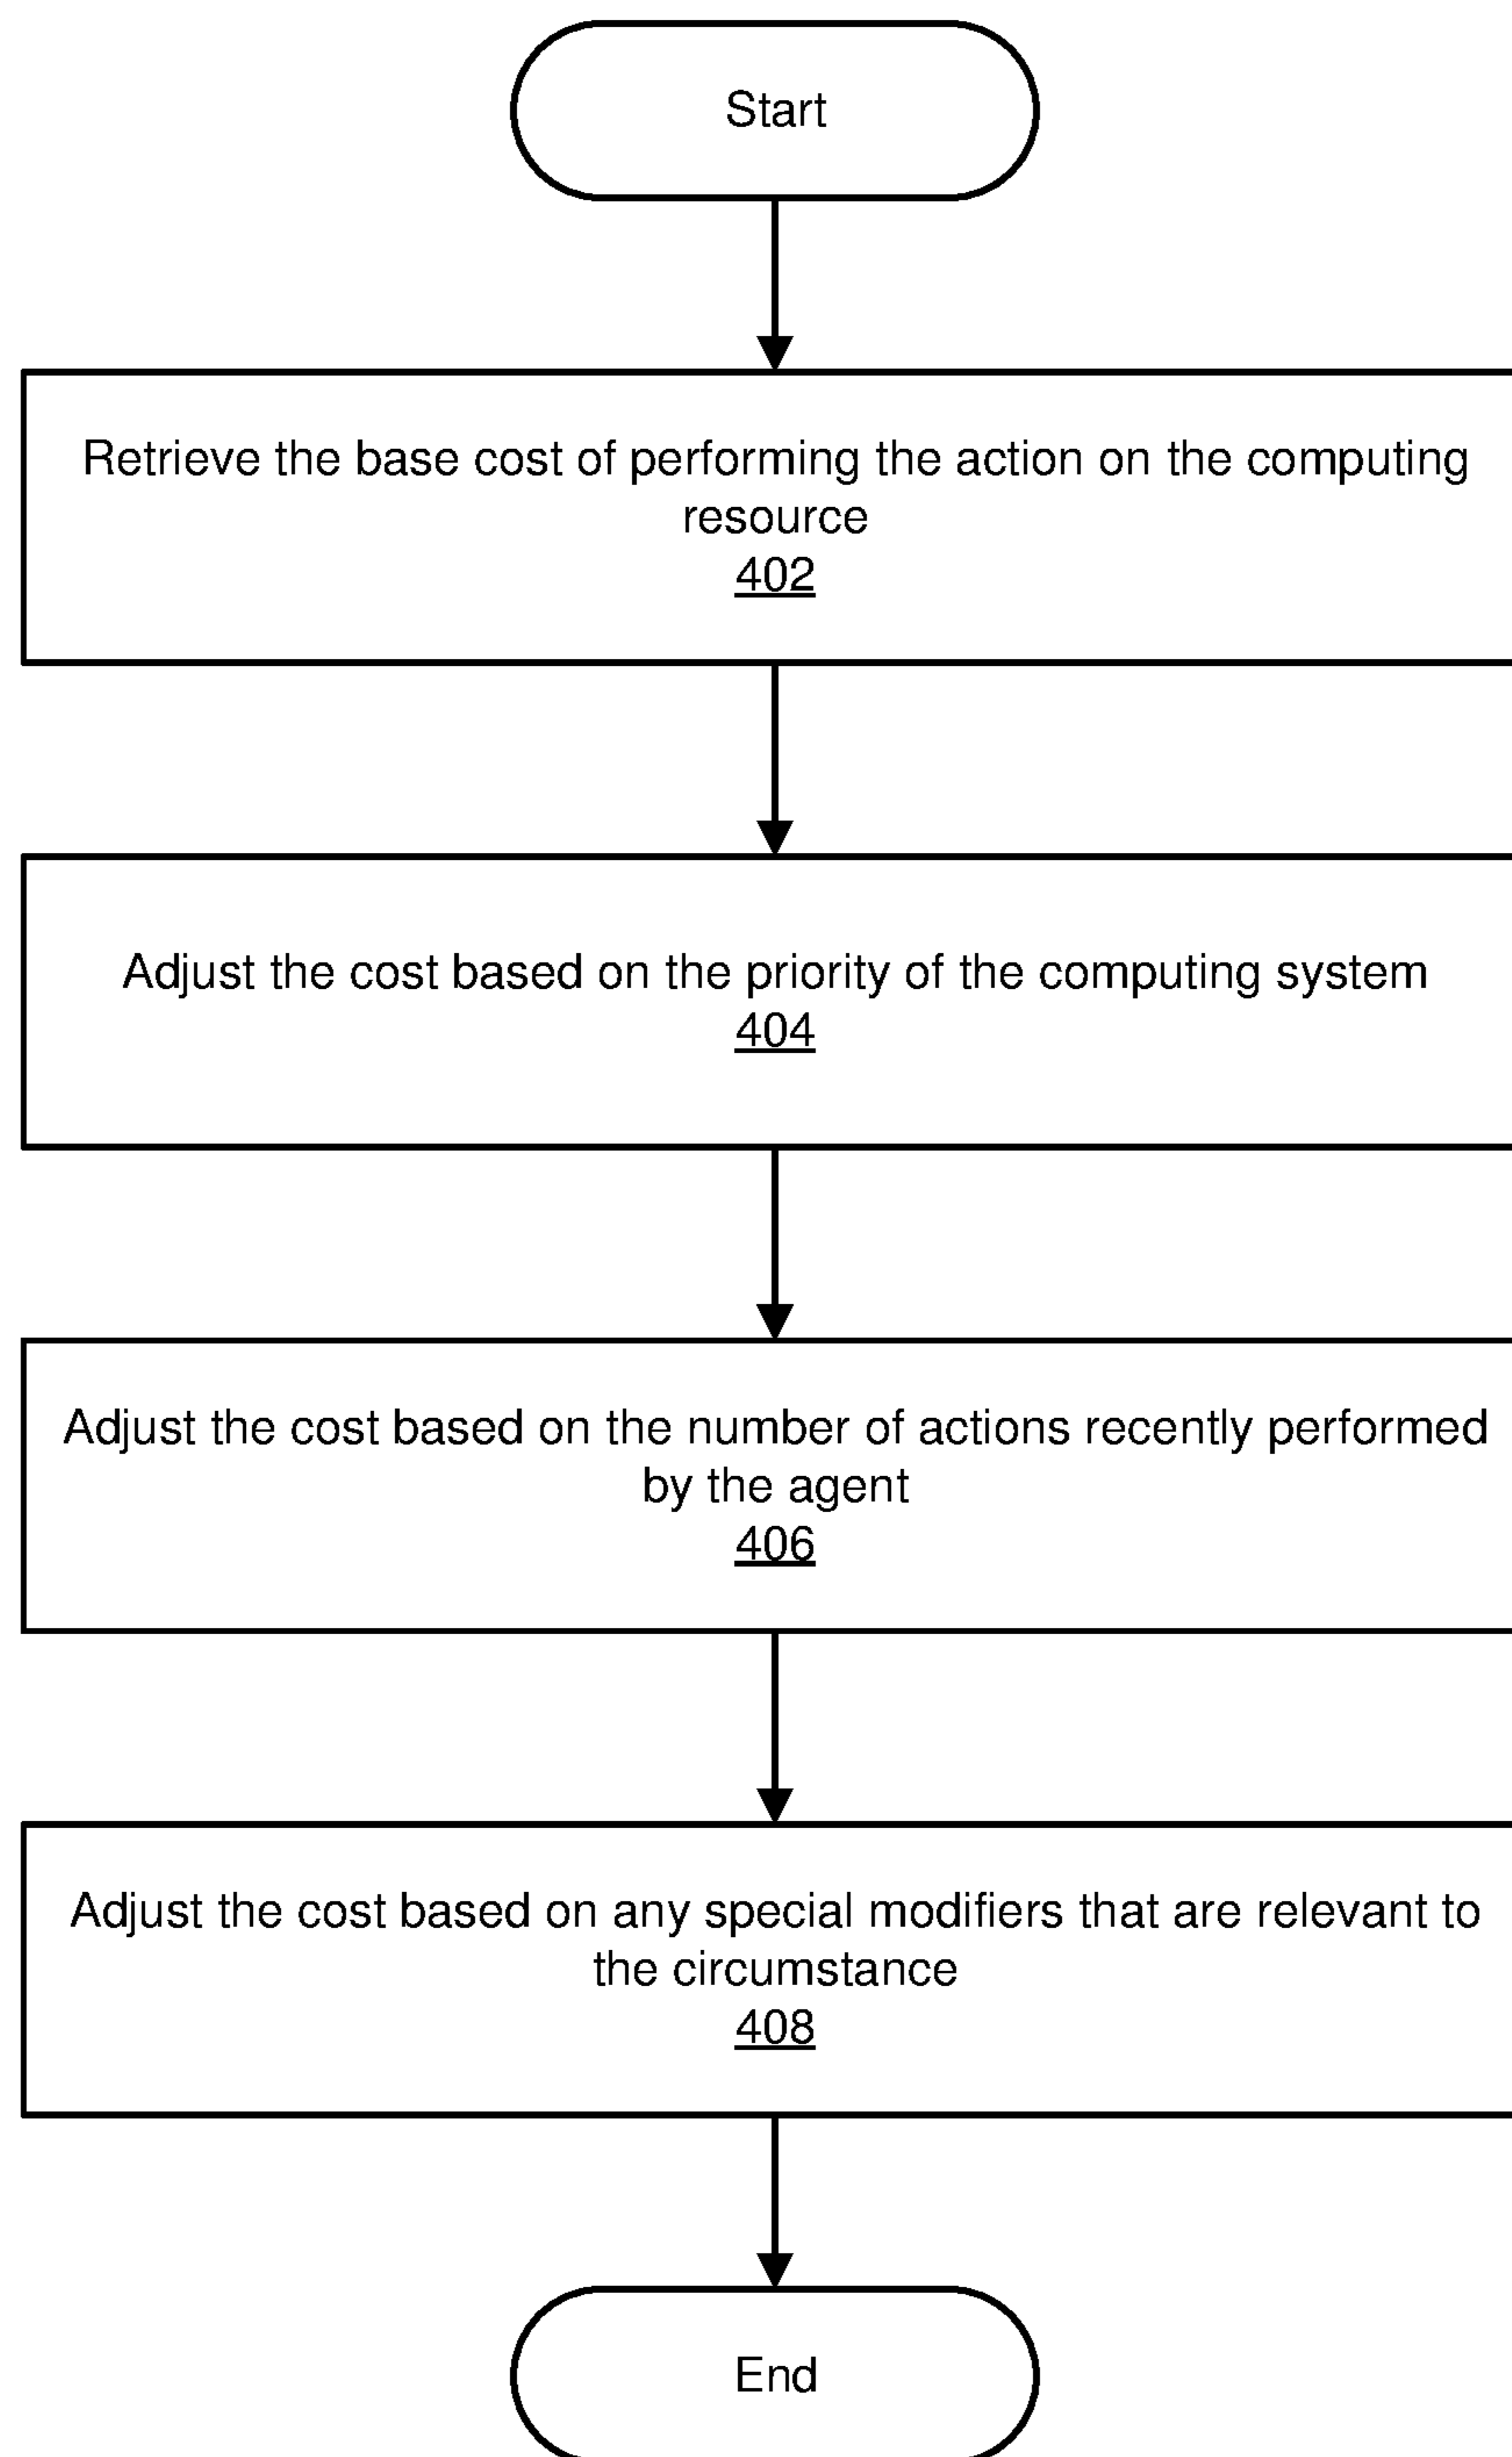 Start
Retrieve the base cost of performing the action on the computing
resource
402
Adjust the cost based on the priority of the computing system
404
Adjust the cost based on the number of actions recently performed
by the agent
406
Adjust the cost based on any special modifiers that are relevant to
the circumstance
408
End